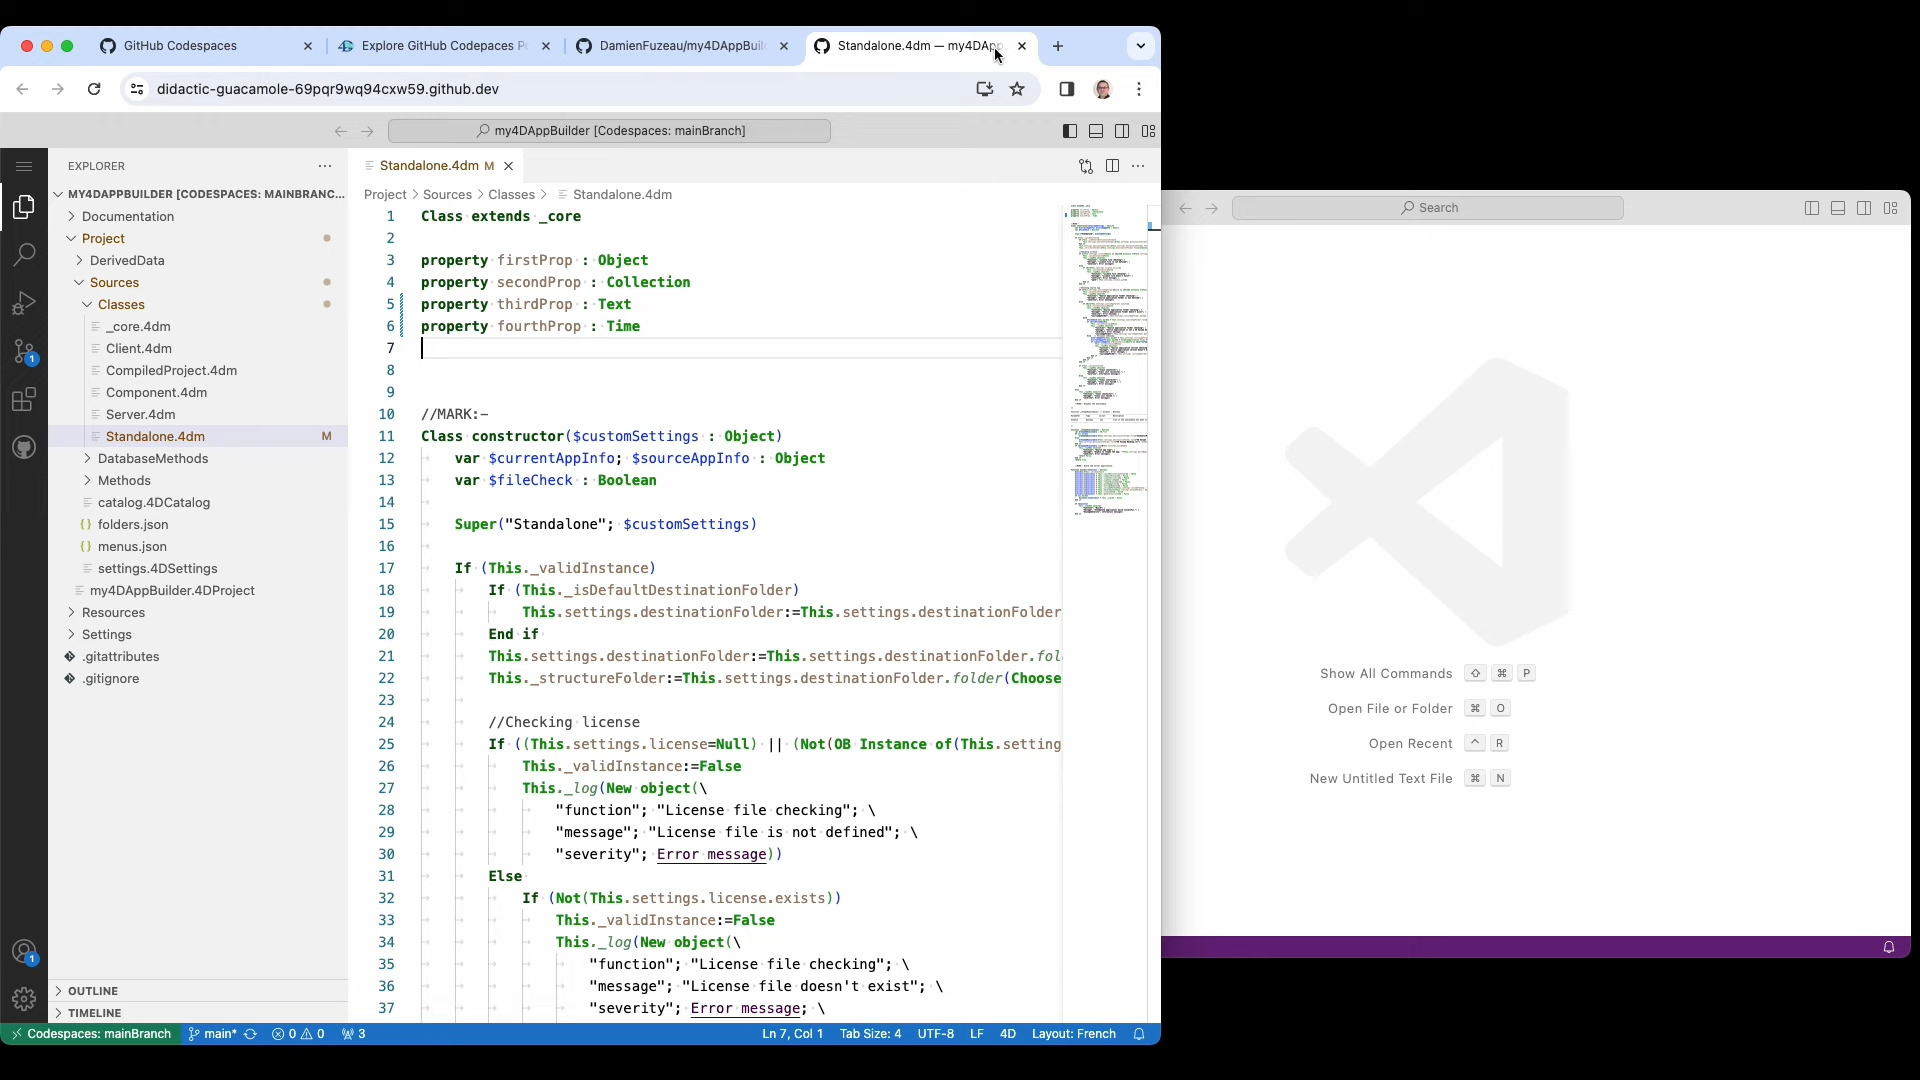 GitHub Codespaces
Explore GitHub Codepaces P
DamienFuzeau/my4DAppBuil
Standalone.4dm — my4DApp
didactic-guacamole-69pqr9wq94cxw59.github.dev
my4DAppBuilder [Codespaces: mainBranch]
EXPLORER
MY4DAPPBUILDER [CODESPACES: MAINBRANC...
Documentation
Project
DerivedData
Sources
Classes
_core.4dm
Client.4dm
CompiledProject.4dm
Component.4dm
Server.4dm
Standalone.4dm M
DatabaseMethods
Methods
catalog.4DCatalog
{} folders.json
{} menus.json
settings.4DSettings
my4DAppBuilder.4DProject
Resources
Settings
.gitattributes
.gitignore
OUTLINE
TIMELINE
1
1
Standalone.4dm M
Project > Sources > Classes > Standalone.4dm
1 Class extends _core
2
3 property firstProp : Object
4 property secondProp : Collection
5 property thirdProp : Text
6 property fourthProp : Time
7
8
9
10 //MARK:-
11 Class constructor($customSettings : Object)
12 var $currentAppInfo; $sourceAppInfo : Object
13 var $fileCheck : Boolean
14
15 Super("Standalone"; $customSettings)
16
17 If (This._validInstance)
18 If (This._isDefaultDestinationFolder)
19 This.settings.destinationFolder:=This.settings.destinationFolder
20 End if
21 This.settings.destinationFolder:=This.settings.destinationFolder.fol
22 This._structureFolder:=This.settings.destinationFolder.folder(Choose
23
24 //Checking license
25 If ((This.settings.license=Null) || (Not(OB Instance of(This.setting
26 This._validInstance:=False
27 This._log(New object(\
28 "function"; "License file checking"; \
29 "message"; "License file is not defined"; \
30 "severity"; Error message))
31 Else
32 If (Not(This.settings.license.exists))
33 This._validInstance:=False
34 This._log(New object(\
35 "function"; "License file checking"; \
36 "message"; "License file doesn't exist"; \
37 "severity"; Error message; \
Codespaces: mainBranch main* 0 0 3 Ln 7, Col 1 Tab Size: 4 UTF-8 LF 4D Layout: French
Search
Show All Commands ⇧ ⌘ P
Open File or Folder ⌘ O
Open Recent ^ R
New Untitled Text File ⌘ N